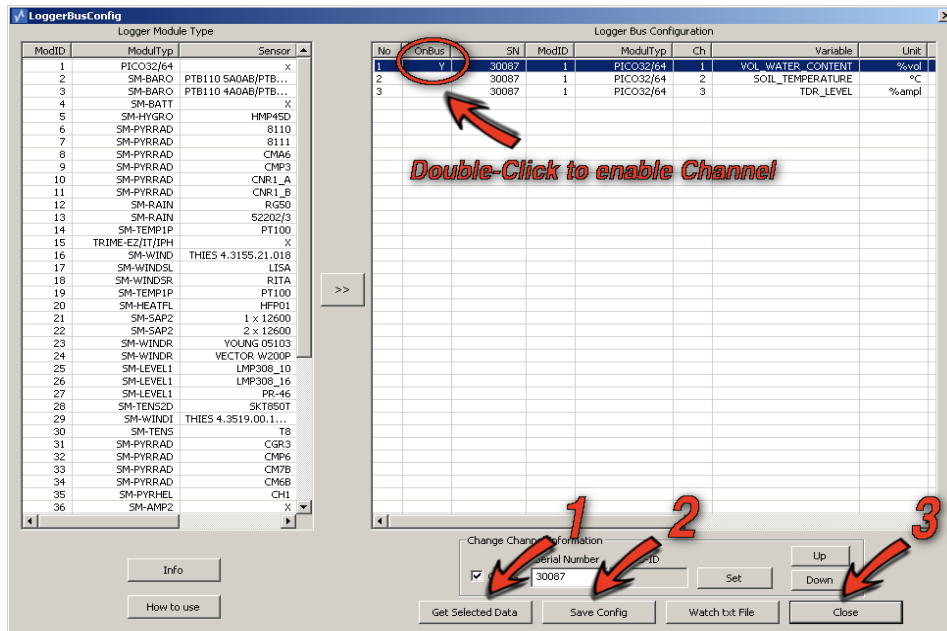 LoggerBusConfig
Logger Module Type
ModID ModulTyp Sensor
1 PICO32/64 x
2 SM-BARO PTB110 5A0AB/PTB...
3 SM-BARO PTB110 4A0AB/PTB...
4 SM-BATT X
5 SM-HYGRO HMP45D
6 SM-PYRRAD 8110
7 SM-PYRRAD 8111
8 SM-PYRRAD CMA6
9 SM-PYRRAD CMP3
10 SM-PYRRAD CNR1_A
11 SM-PYRRAD CNR1_B
12 SM-RAIN RG50
13 SM-RAIN 52202/3
14 SM-TEMP1P PT100
15 TRIME-EZ/IT/IPH X
16 SM-WIND THIES 4.3155.21.018
17 SM-WINDSL LISA
18 SM-WINDSR RITA
19 SM-TEMP1P PT100
20 SM-HEATFL HFP01
21 SM-SAP2 1 x 12600
22 SM-SAP2 2 x 12600
23 SM-WINDR YOUNG 05103
24 SM-WINDR VECTOR W200P
25 SM-LEVEL1 LMP308_10
26 SM-LEVEL1 LMP308_16
27 SM-LEVEL1 PR-46
28 SM-TENS2D SKT850T
29 SM-WINDI THIES 4.3519.00.1...
30 SM-TENS T8
31 SM-PYRRAD CGR3
32 SM-PYRRAD CMP6
33 SM-PYRRAD CM7B
34 SM-PYRRAD CM6B
35 SM-PYRHEL CH1
36 SM-AMP2 X
Info
How to use
>>
Logger Bus Configuration
No OnBus SN ModID ModulTyp Ch Variable Unit
1 Y 30087 1 PICO32/64 1 VOL_WATER_CONTENT %vol
2 30087 1 PICO32/64 2 SOIL_TEMPERATURE °C
3 30087 1 PICO32/64 3 TDR_LEVEL %ampl
Double-Click to enable Channel
1 2 3
Change Channel Information
Serial Number
30087
Set
Up
Down
Get Selected Data
Save Config
Watch txt File
Close